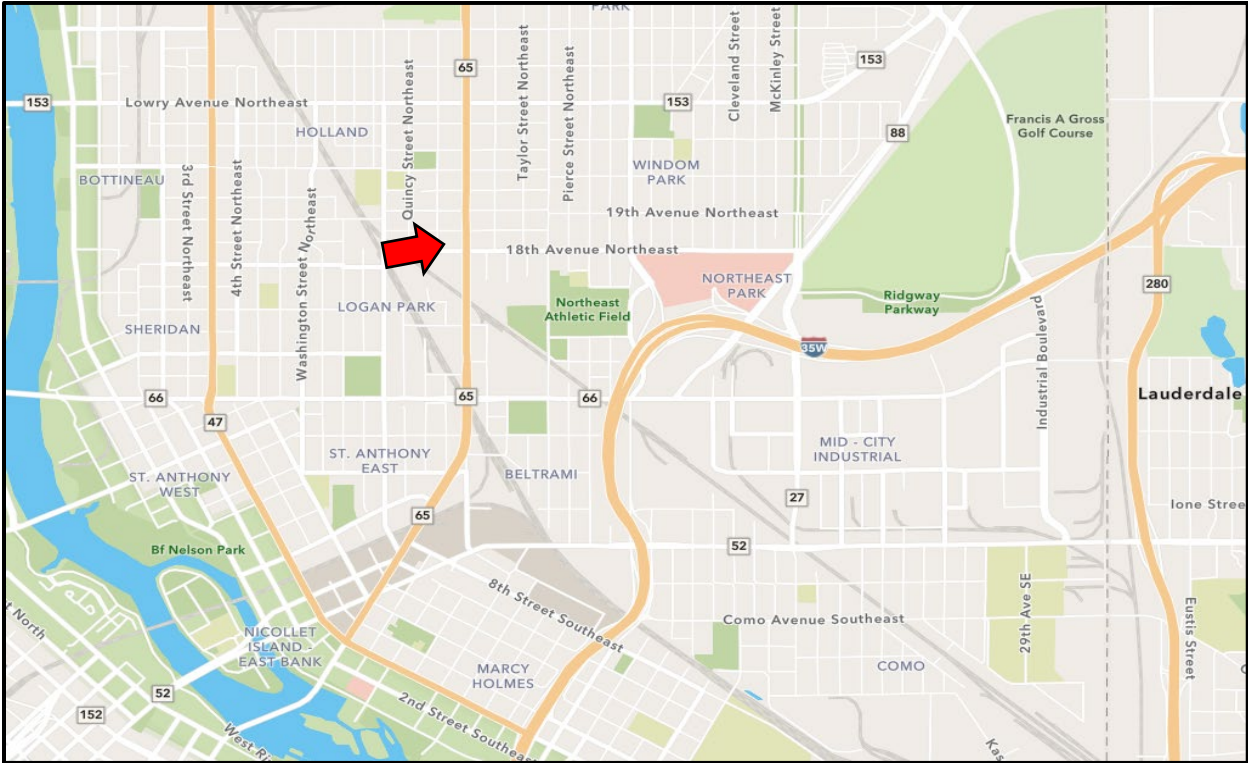 PARK
65
153
153
Lowry Avenue Northeast
HOLLAND
Quincy Street Northeast
Taylor Street Northeast
Pierce Street Northeast
153
Cleveland Street
McKinley Street
88
Francis A Gross
Golf Course
BOTTINEAU
3rd Street Northeast
4th Street Northeast
Washington Street Northeast
WINDOM
PARK
19th Avenue Northeast
18th Avenue Northeast
NORTHEAST
PARK
Northeast
Athletic Field
Ridgway
Parkway
280
LOGAN PARK
SHERIDAN
35W
Industrial Boulevard
66
65
66
Lauderdale
47
ST. ANTHONY
EAST
ST. ANTHONY
WEST
BELTRAMI
MID - CITY
INDUSTRIAL
27
Ione Stree
65
52
Bf Nelson Park
8th Street Southeast
Como Avenue Southeast
29th Ave SE
Eustis Street
t North
NICOLLET
ISLAND -
EAST BANK
MARCY
HOLMES
COMO
52
152
2nd Street Southeast
West Ri
Kas